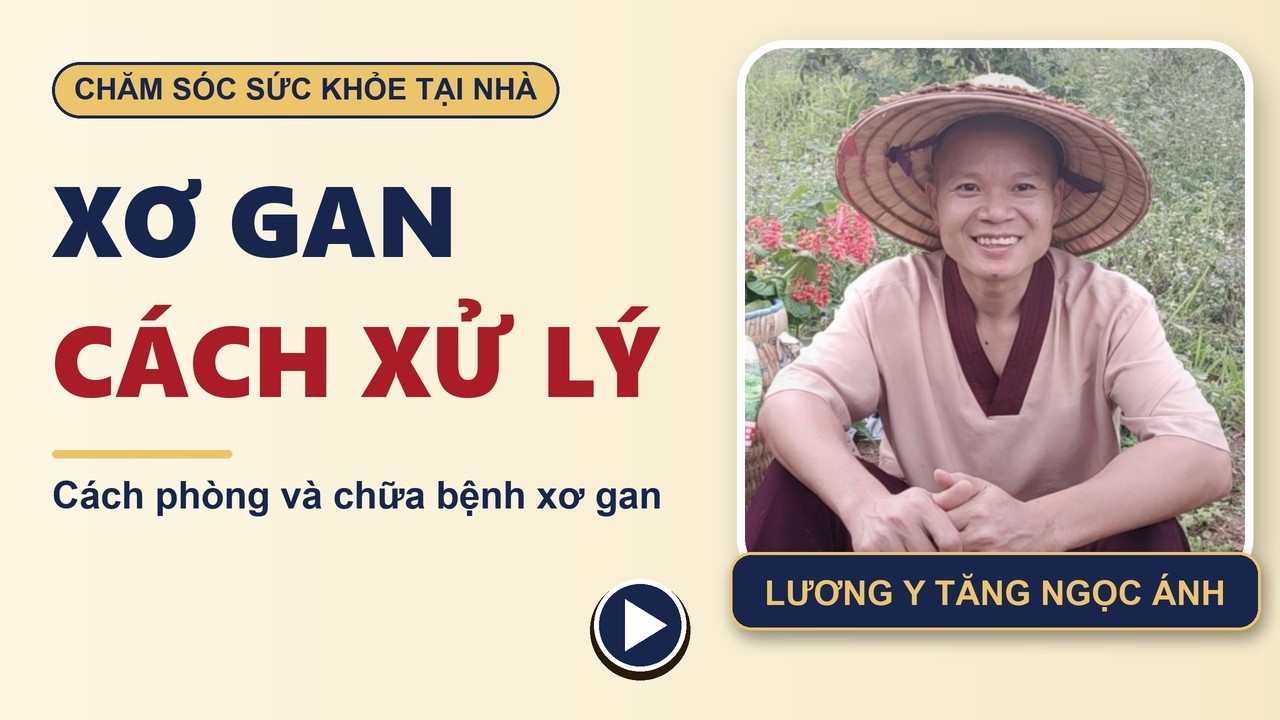 CHĂM SÓC SỨC KHỎE TẠI NHÀ
XƠ GAN
CÁCH XỬ LÝ
Cách phòng và chữa bệnh xơ gan
LƯƠNG Y TĂNG NGỌC ÁNH